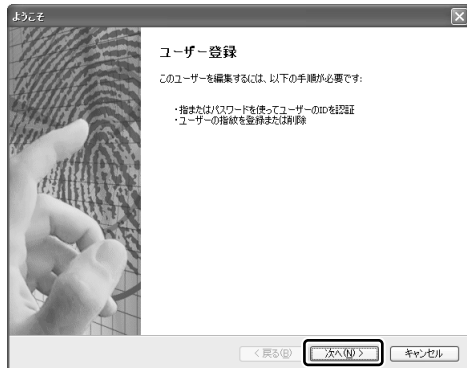 ようこそ
ユーザー登録
このユーザーを編集するには、以下の手順が必要です:
・指またはパスワードを使ってユーザーのIDを認証
・ユーザーの指紋を登録または削除
< 戻る(B)
次へ(N) >
キャンセル